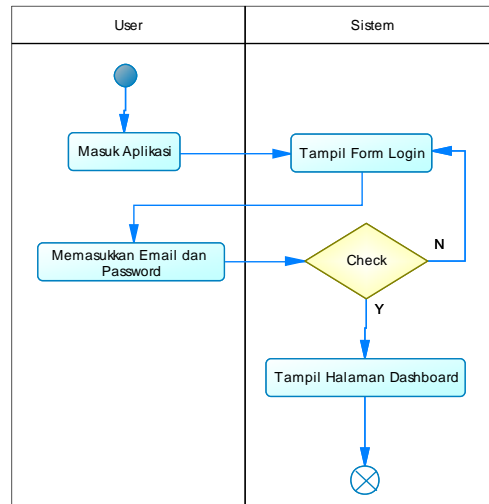 User
Sistem
Masuk Aplikasi
Tampil Form Login
Memasukkan Email dan
Password
Check
N
Y
Tampil Halaman Dashboard